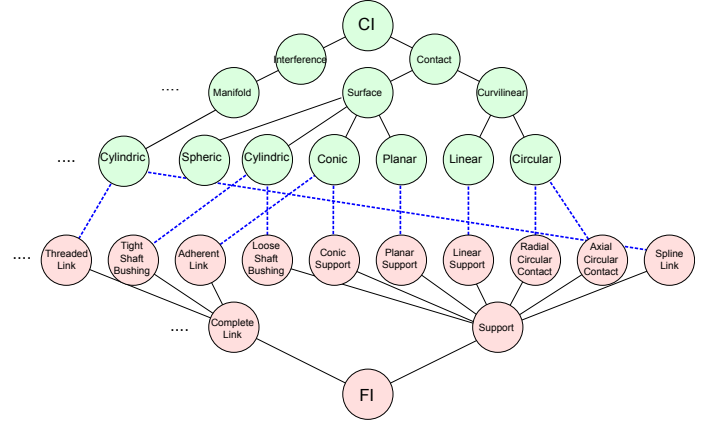 CI
Interference
Contact
....
Manifold
Surface
Curvilinear
....
Cylindric
Spheric
Cylindric
Conic
Planar
Linear
Circular
....
Threaded
Link
Tight
Shaft
Bushing
Adherent
Link
Loose
Shaft
Bushing
Conic
Support
Planar
Support
Linear
Support
Radial
Circular
Contact
Axial
Circular
Contact
Spline
Link
....
Complete
Link
Support
FI